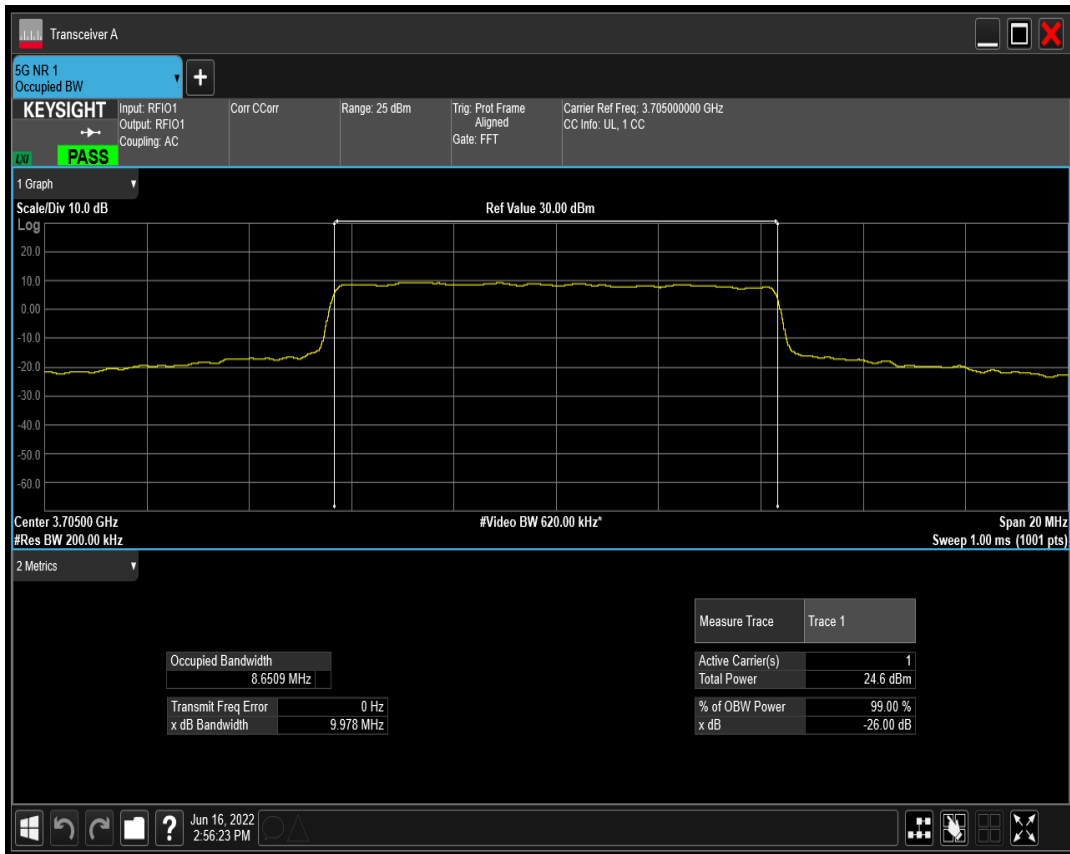 Transceiver A
5G NR 1
Occupied BW
+
KEYSIGHT
LXI
PASS
Input: RFIO1
Output: RFIO1
Coupling: AC
Corr CCorr
Range: 25 dBm
Trig: Prot Frame
Aligned
Gate: FFT
Carrier Ref Freq: 3.705000000 GHz
CC Info: UL, 1 CC
1 Graph
Scale/Div 10.0 dB
Ref Value 30.00 dBm
Log
20.0
10.0
0.00
-10.0
-20.0
-30.0
-40.0
-50.0
-60.0
Center 3.70500 GHz
#Video BW 620.00 kHz*
Span 20 MHz
#Res BW 200.00 kHz
Sweep 1.00 ms (1001 pts)
2 Metrics
Measure Trace Trace 1
Occupied Bandwidth
8.6509 MHz
Active Carrier(s) 1
Total Power 24.6 dBm
Transmit Freq Error 0 Hz
x dB Bandwidth 9.978 MHz
% of OBW Power 99.00 %
x dB -26.00 dB
?
Jun 16, 2022
2:56:23 PM